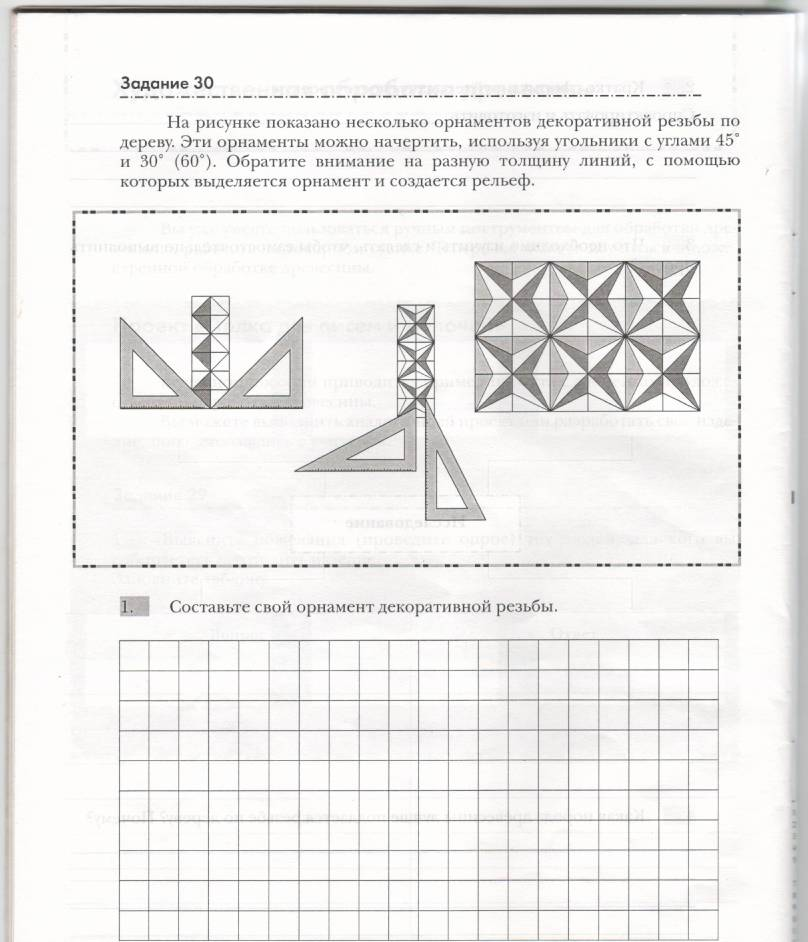 Задание 30
На рисунке показано несколько орнаментов декоративной резьбы по
дереву. Эти орнаменты можно начертить, используя угольники с углами 45°
и 30° (60°). Обратите внимание на разную толщину линий, с помощью
которых выделяется орнамент и создается рельеф.
1. Составьте свой орнамент декоративной резьбы.